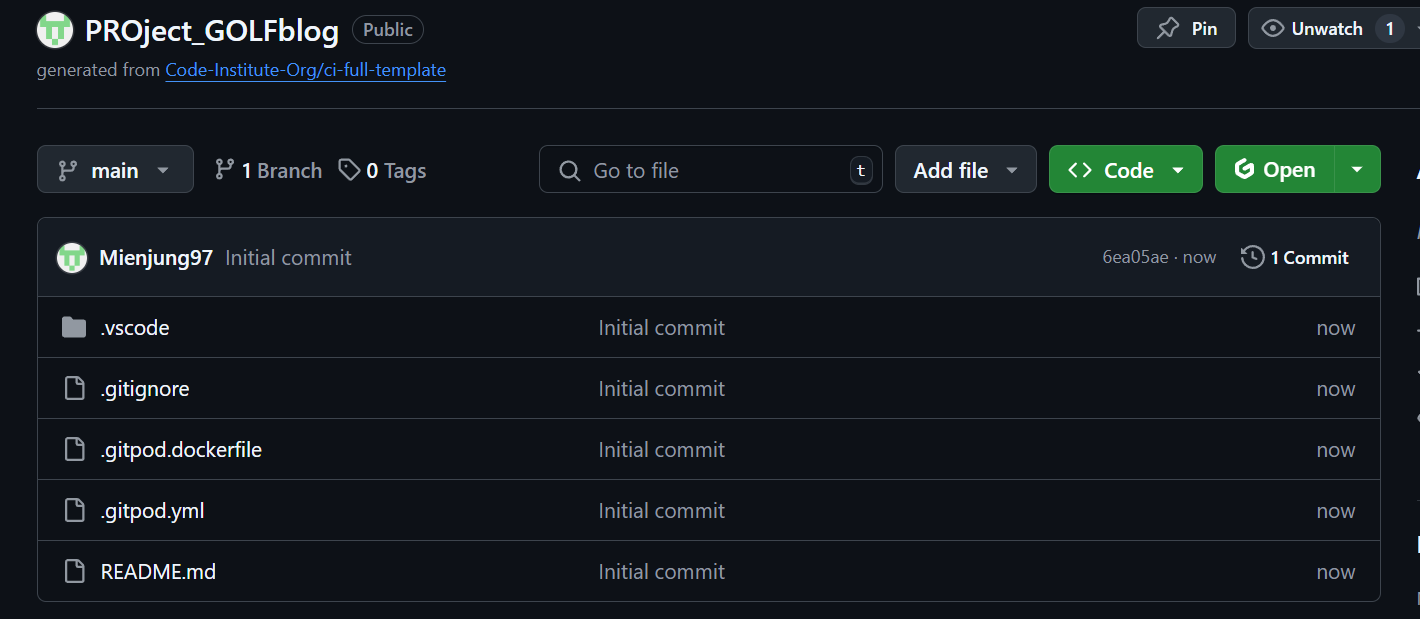 PROject_GOLFblog Public Pin Unwatch 1
generated from Code-Institute-Org/ci-full-template
main 1 Branch 0 Tags Go to file t Add file Code Open
Mienjung97 Initial commit 6ea05ae · now 1 Commit
.vscode Initial commit now
.gitignore Initial commit now
.gitpod.dockerfile Initial commit now
.gitpod.yml Initial commit now
README.md Initial commit now